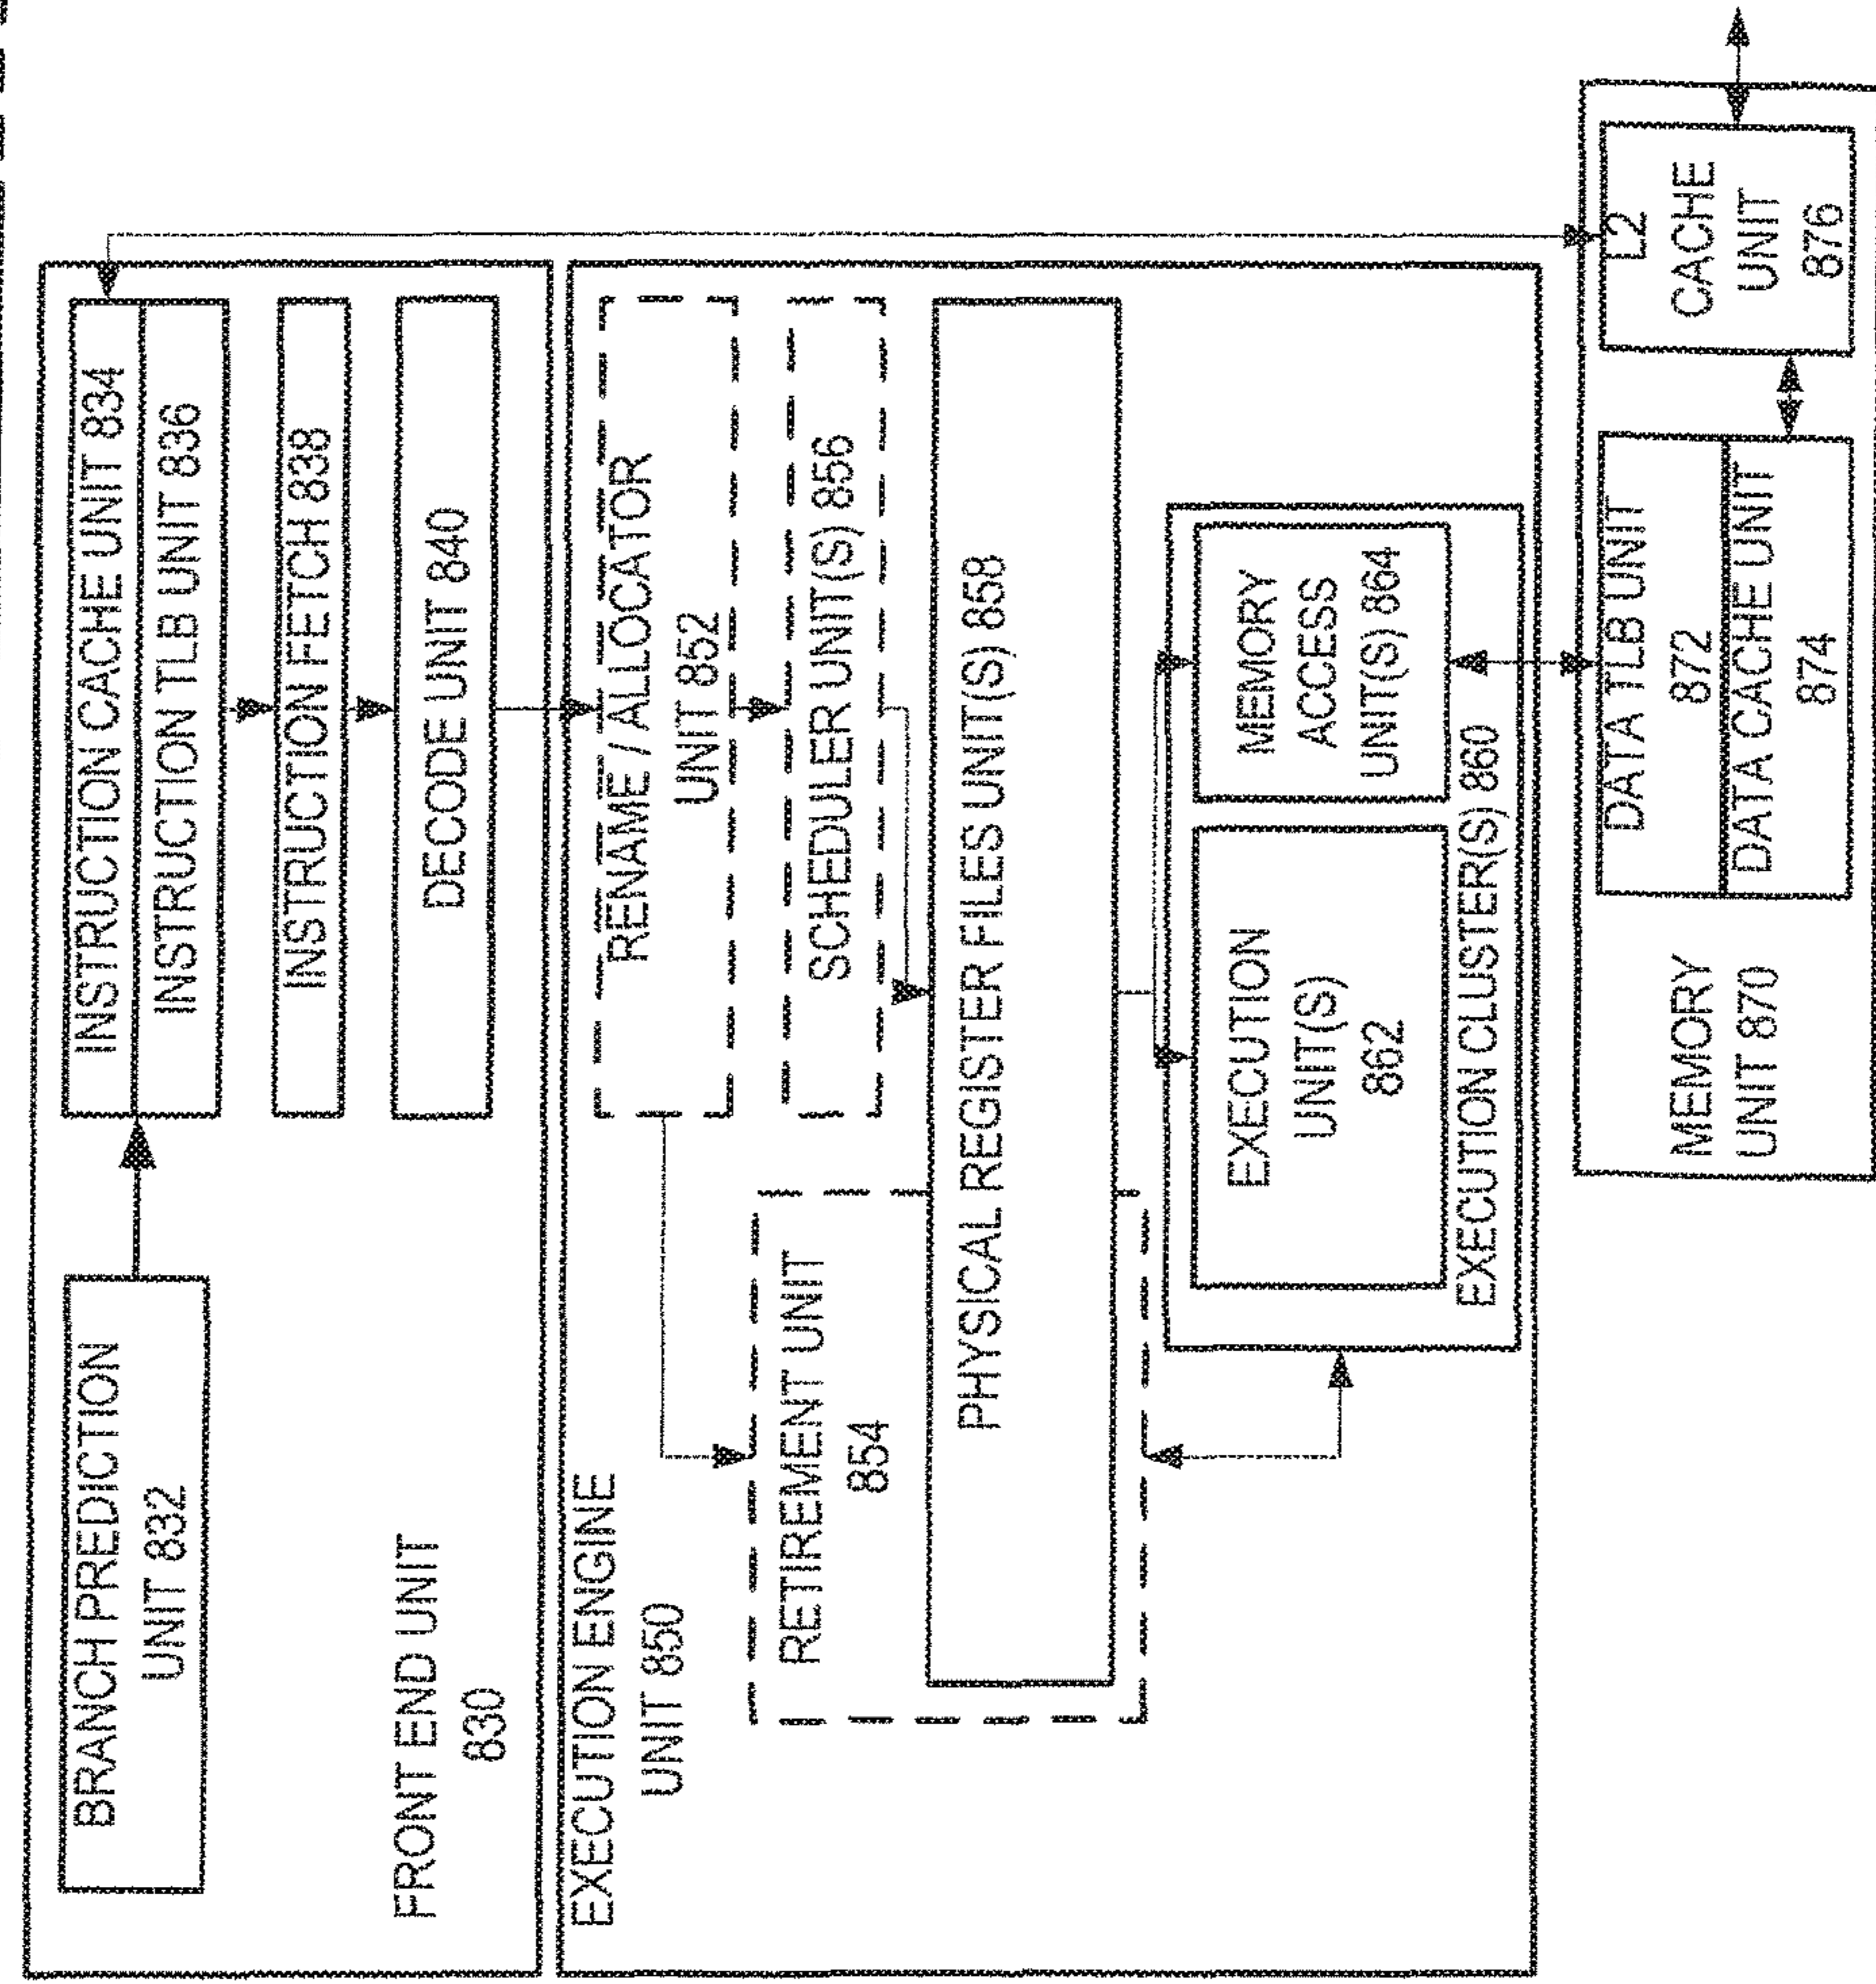 BRANCH PREDICTION
UNIT 832
INSTRUCTION CACHE UNIT 834
INSTRUCTION TLB UNIT 836
INSTRUCTION FETCH 838
DECODE UNIT 840
FRONT END UNIT
830
EXECUTION ENGINE
UNIT 850
RENAME / ALLOCATOR
UNIT 852
SCHEDULER UNIT(S) 856
RETIREMENT UNIT
854
PHYSICAL REGISTER FILES UNIT(S) 858
EXECUTION
UNIT(S)
862
MEMORY
ACCESS
UNIT(S) 864
EXECUTION CLUSTER(S) 860
MEMORY
UNIT 870
DATA TLB UNIT
872
DATA CACHE UNIT
874
L2
CACHE
UNIT
876